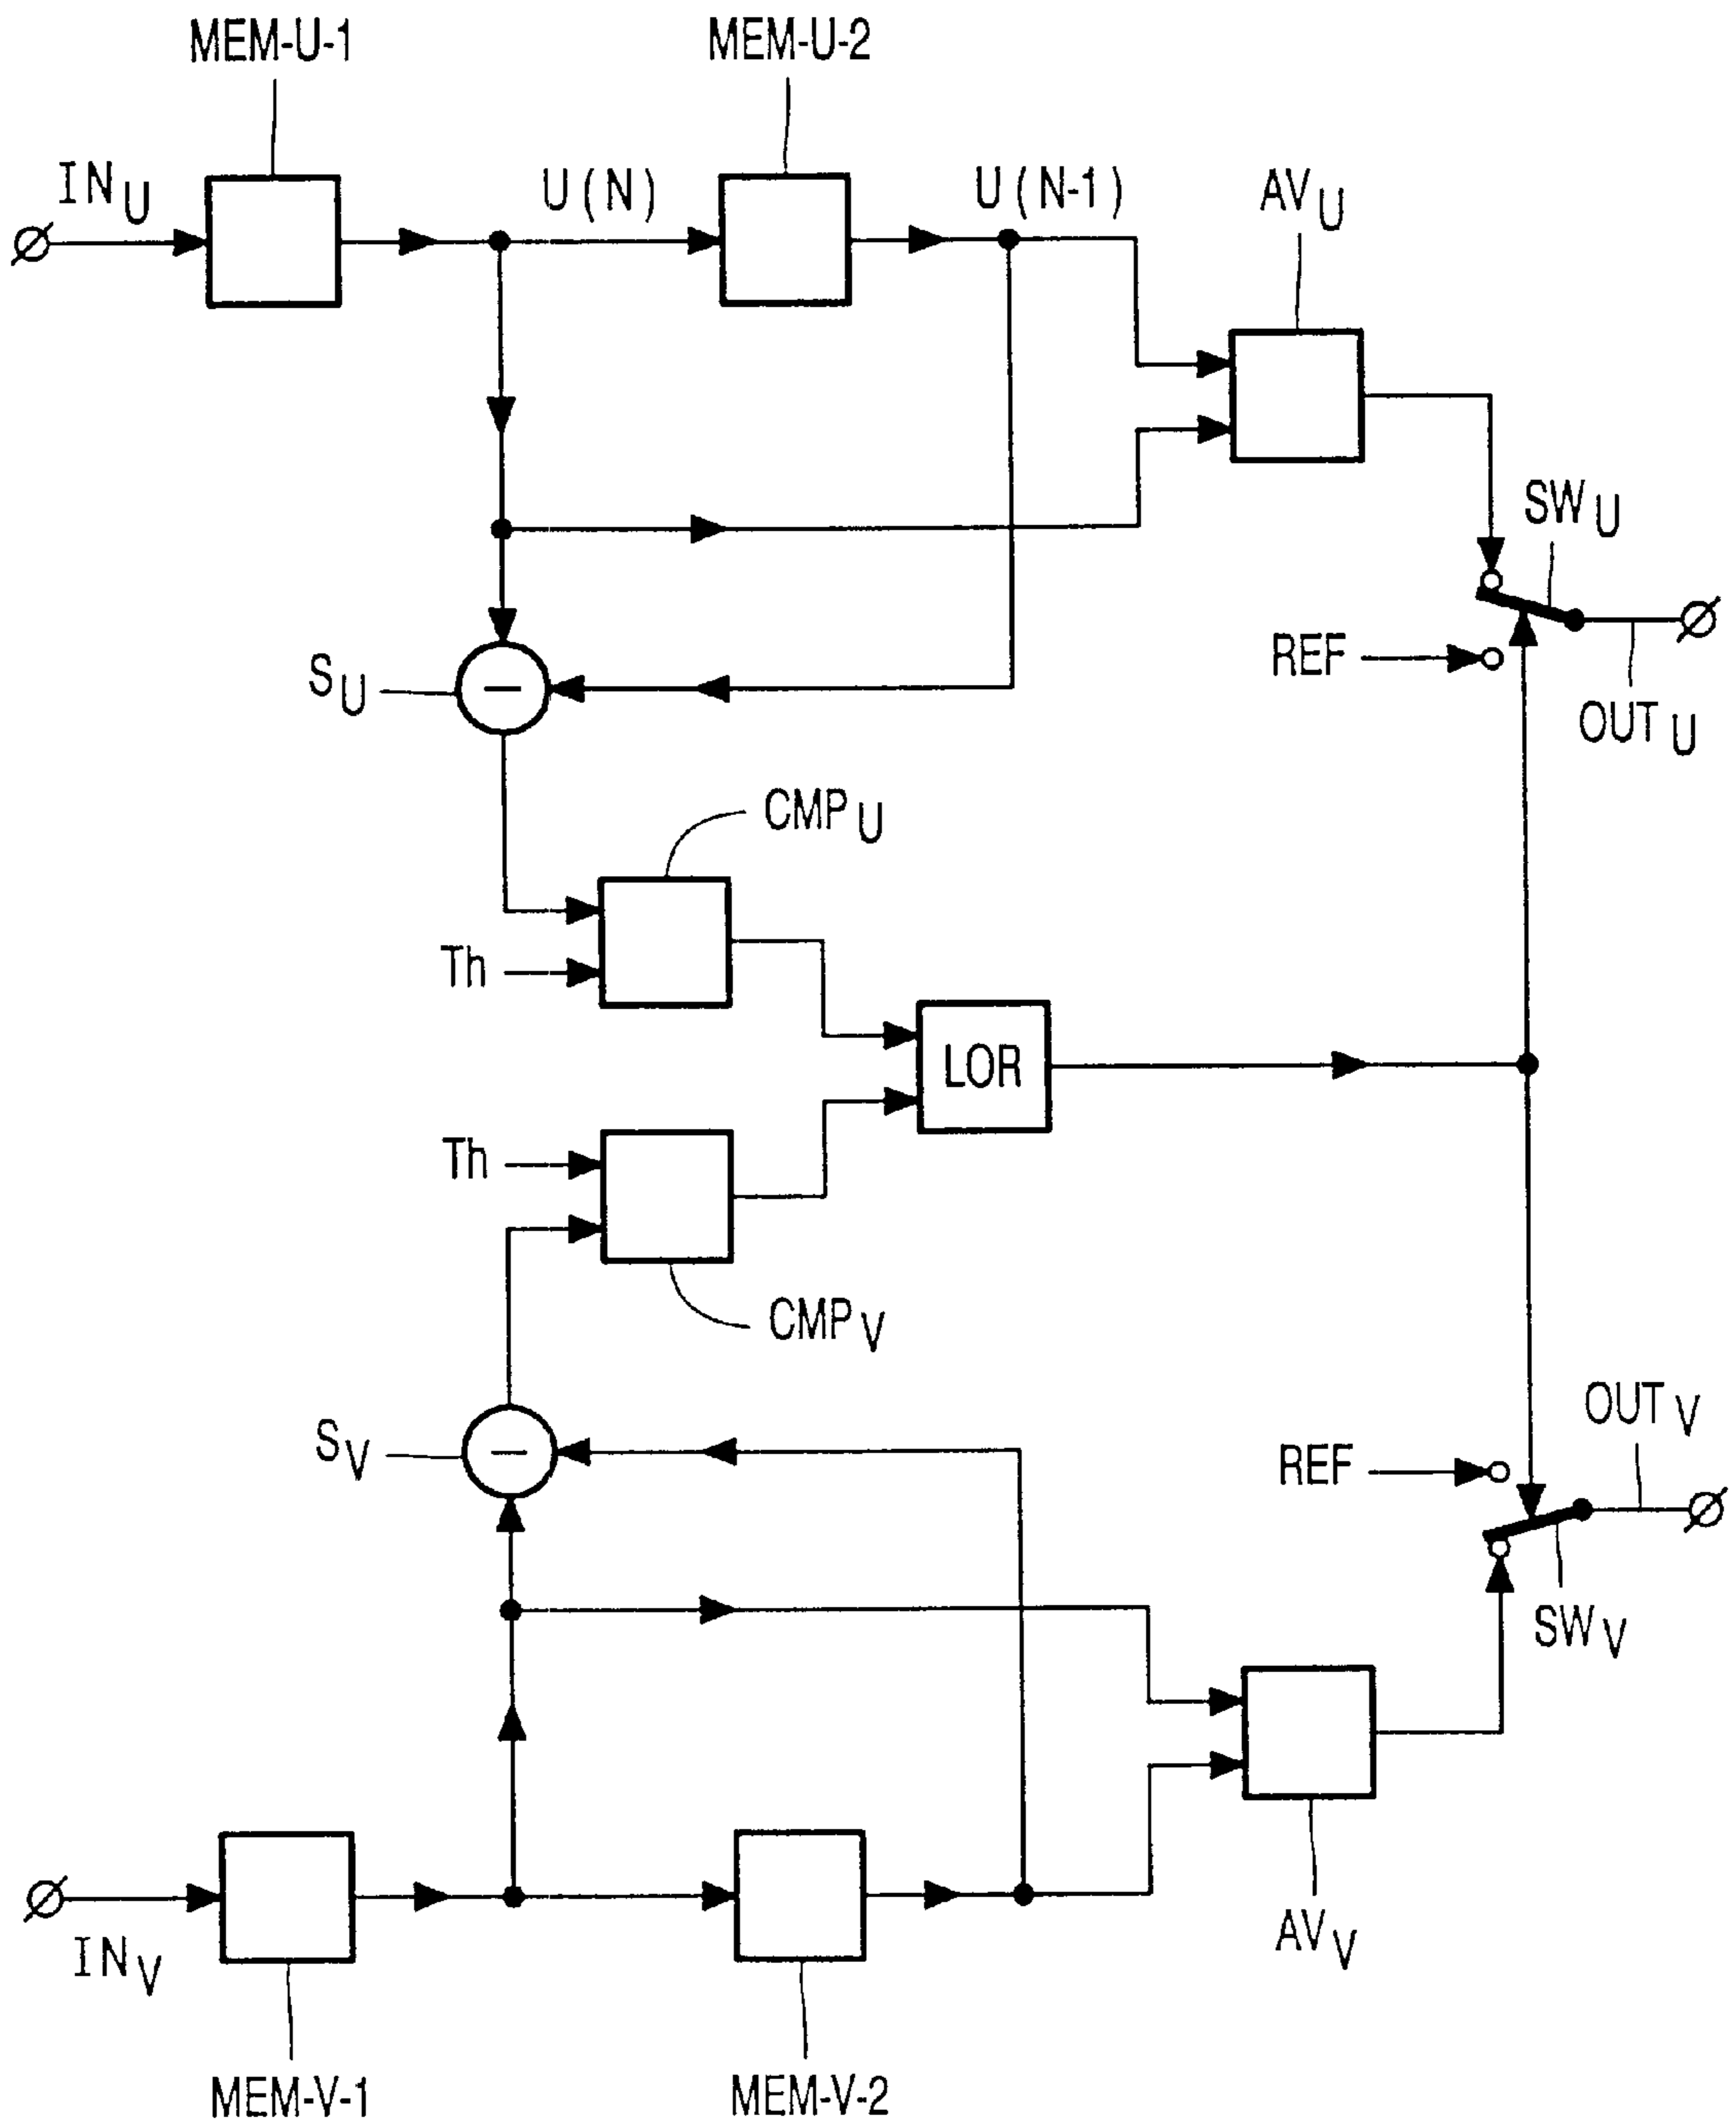 MEM-U-1
MEM-U-2
IN U
U(N)
U(N-1)
AV U
SW U
REF
OUT U
S U
CMP U
Th
LOR
Th
CMP V
OUT V
S V
REF
SW V
IN V
AV V
MEM-V-1
MEM-V-2